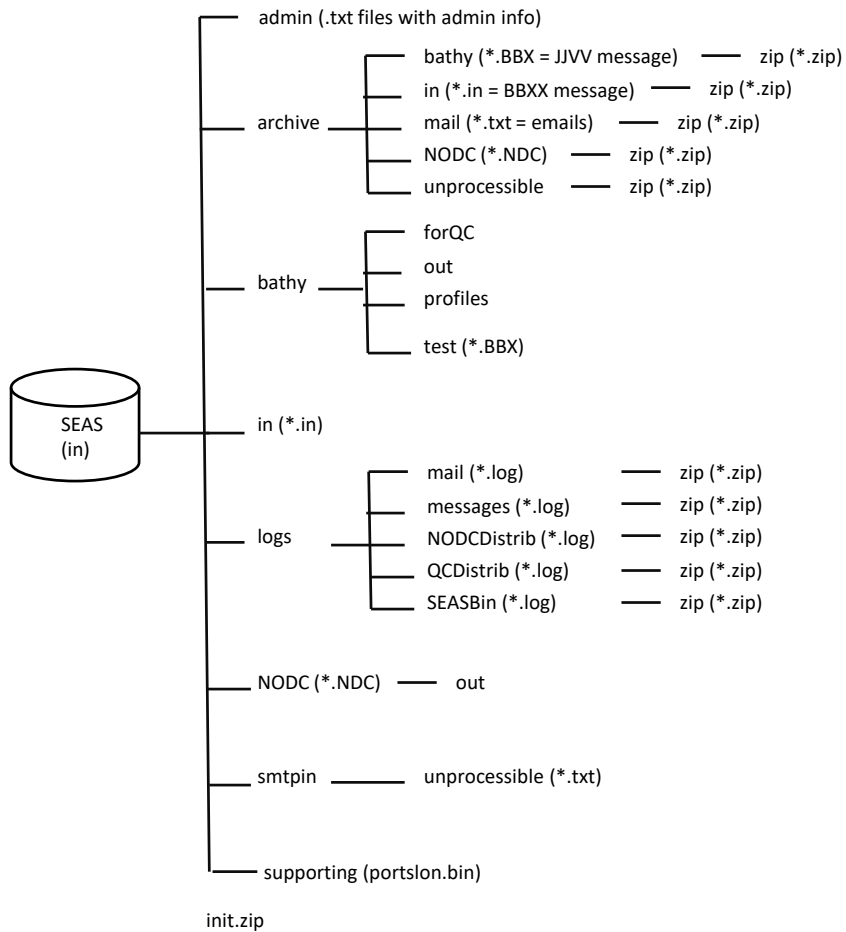 admin (.txt files with admin info)
bathy (*.BBX = JJVV message) zip (*.zip)
in (*.in = BBXX message) zip (*.zip)
archive mail (*.txt = emails) zip (*.zip)
NODC (*.NDC) zip (*.zip)
unprocessible zip (*.zip)
forQC
out
bathy
profiles
test (*.BBX)
SEAS
(in)
in (*.in)
mail (*.log) zip (*.zip)
messages (*.log) zip (*.zip)
logs NODCDistrib (*.log) zip (*.zip)
QCDistrib (*.log) zip (*.zip)
SEASBin (*.log) zip (*.zip)
NODC (*.NDC) out
smtpin unprocessible (*.txt)
supporting (portslon.bin)
init.zip